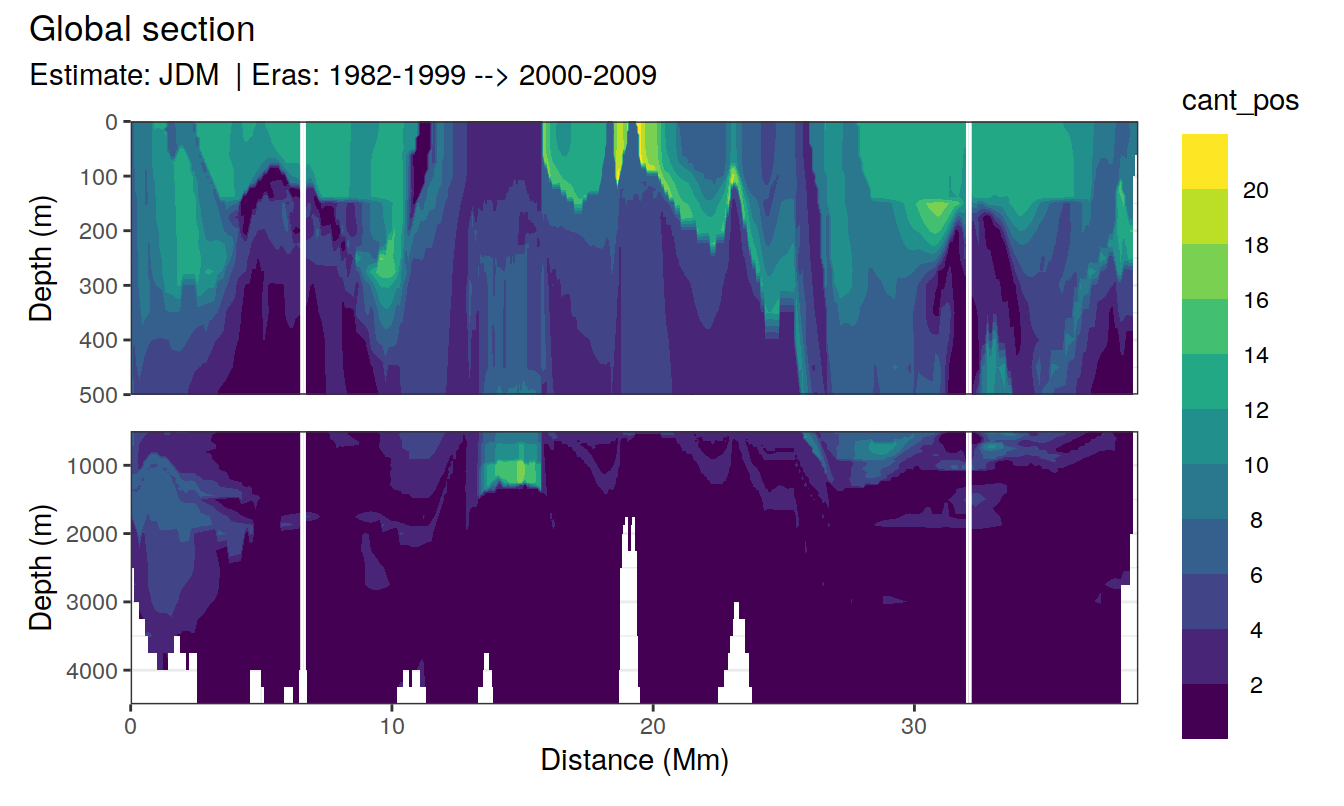 Global section
Estimate: JDM | Eras: 1982-1999 --> 2000-2009
cant_pos
20
18
16
14
12
10
8
6
4
2
Depth (m)
0
100
200
300
400
500
Depth (m)
1000
2000
3000
4000
0 10 20 30
Distance (Mm)